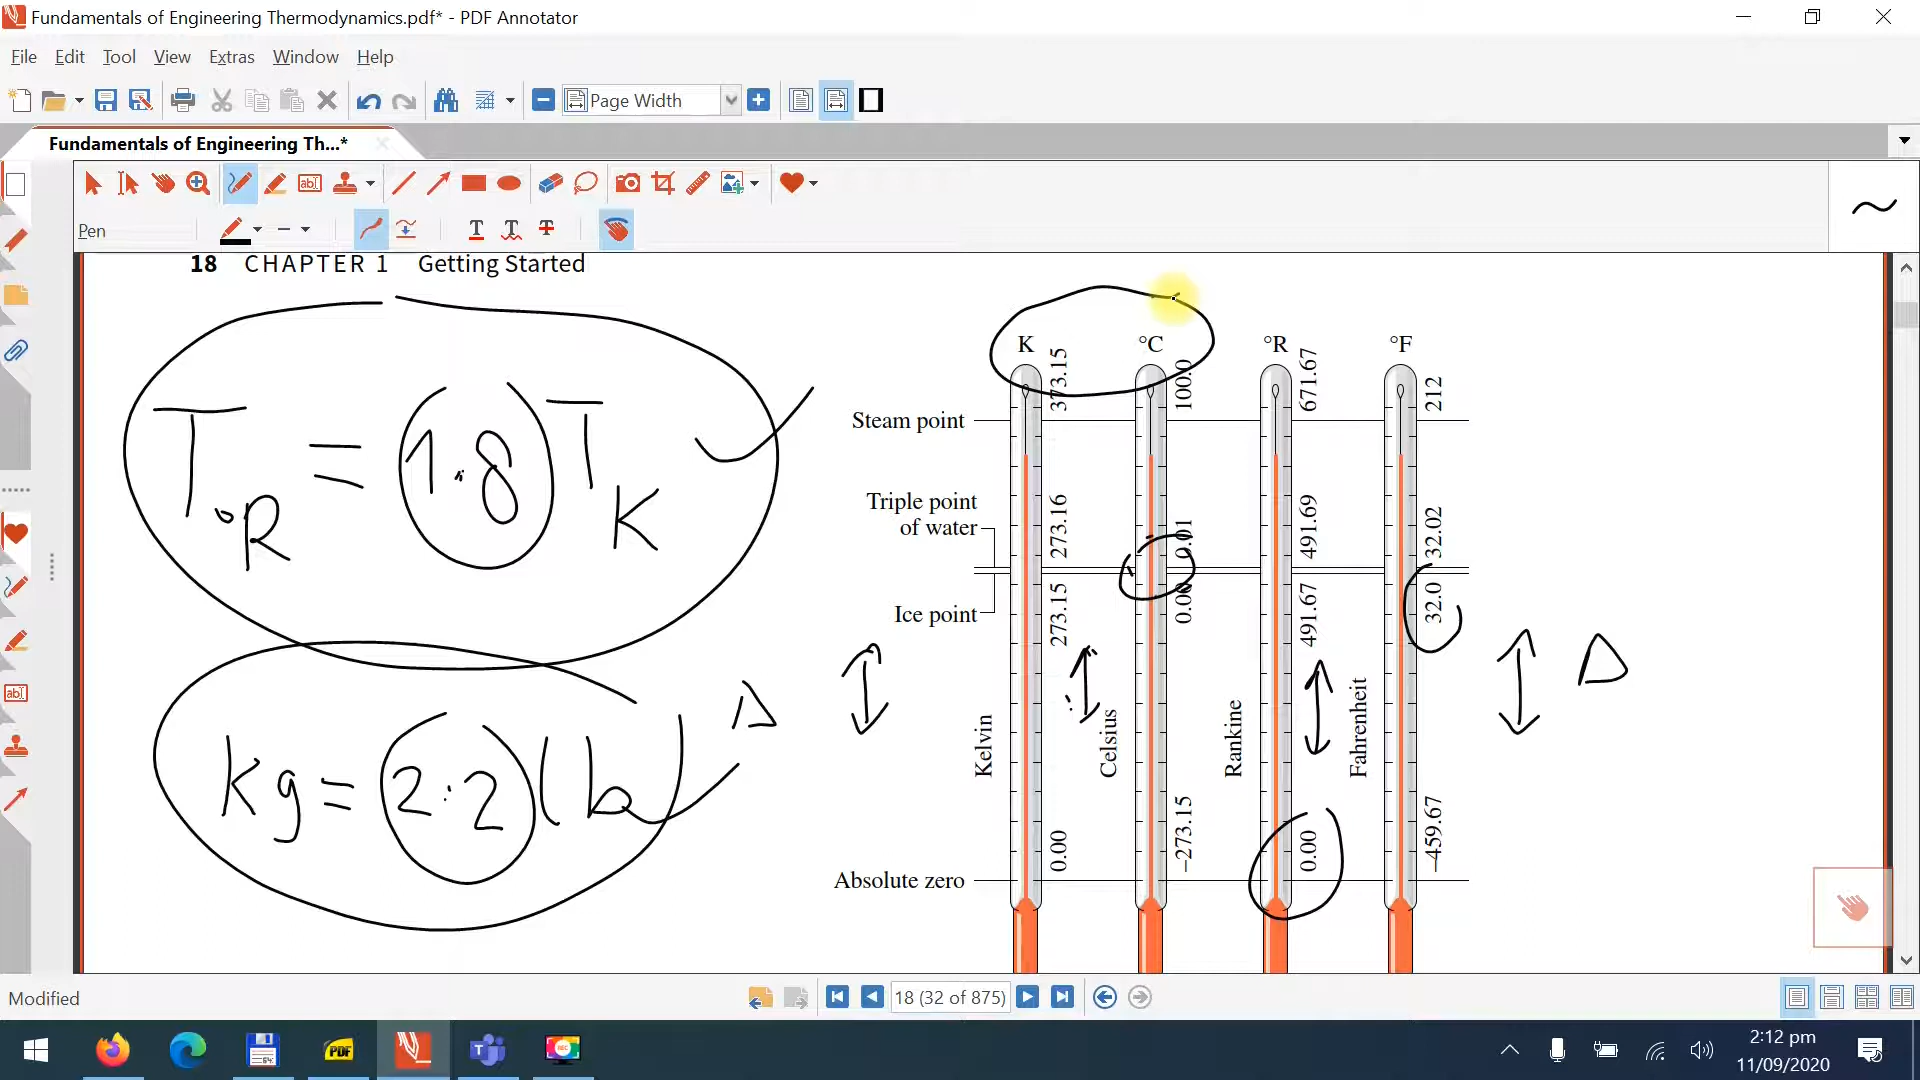 Fundamentals of Engineering Thermodynamics.pdf* - PDF Annotator
File Edit Tool View Extras Window Help
Page Width
Fundamentals of Engineering Th...*
Pen
18 CHAPTER 1 Getting Started
K °C °R °F
373.15 100.0 671.67 212
Steam point
T°R = 1.8 TK
Triple point
of water
273.16 0.01 491.69 32.02
Ice point
273.15 0.00 491.67 32.0
Δ Δ
Kelvin Celsius Rankine Fahrenheit
kg = 2.2 lb
0.00 –273.15 0.00 –459.67
Absolute zero
Modified
18 (32 of 875)
64
PDF
REC
2:12 pm
11/09/2020